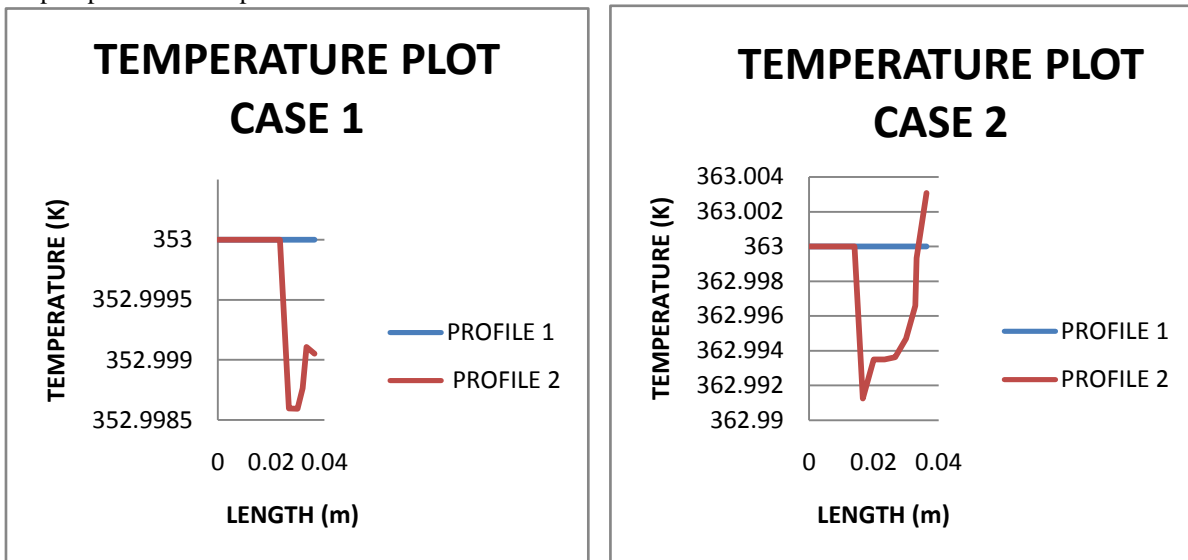 TEMPERATURE PLOT
CASE 1
TEMPERATURE (K)
353
352.9995
352.999
352.9985
0 0.02 0.04
LENGTH (m)
PROFILE 1
PROFILE 2
TEMPERATURE PLOT
CASE 2
TEMPERATURE (K)
363.004
363.002
363
362.998
362.996
362.994
362.992
362.99
0 0.02 0.04
LENGTH (m)
PROFILE 1
PROFILE 2